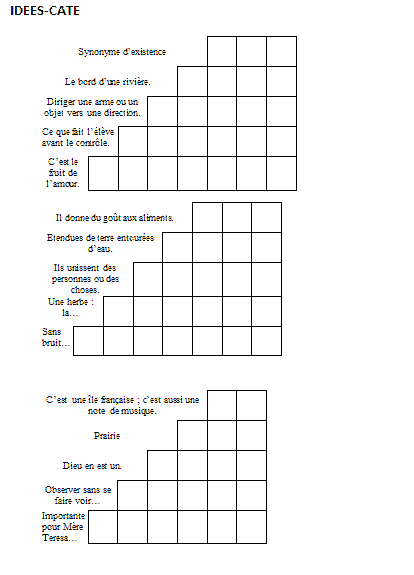 IDEES-CATE
Synonyme d'existence
Le bord d'une rivière.
Diriger une arme ou un
objet vers une direction.
Ce que fait l'élève
avant le contrôle.
C'est le
fruit de
l'amour.
Il donne du goût aux aliments.
Etendues de terre entourées
d'eau.
Ils unissent des
personnes ou des
choses.
Une herbe :
la…
Sans
bruit…
C'est une île française ; c'est aussi une
note de musique.
Prairie
Dieu en est un.
Observer sans se
faire voir…
Importante
pour Mère
Teresa…